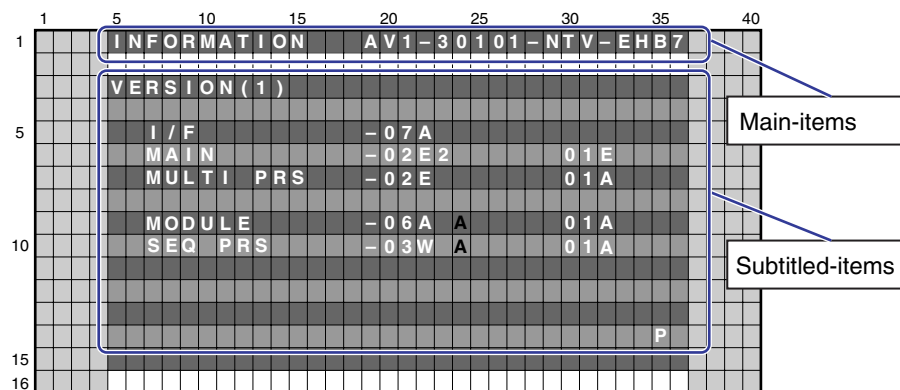 1 5 10 15 20 25 30 35 40
1 INFORMATION AV1-30101-NTV-EHB7
VERSION(1)
Main-items
5 I/F -07A
MAIN -02E2 01E
MULTI PRS -02E 01A
MODULE -06A A 01A
10 SEQ PRS -03W A 01A
Subtitled-items
P
15
16